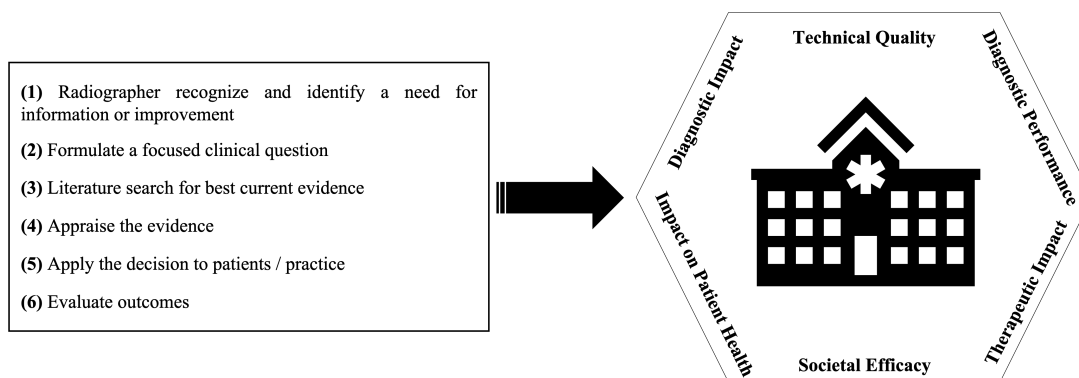 (1) Radiographer recognize and identify a need for
information or improvement
(2) Formulate a focused clinical question
(3) Literature search for best current evidence
(4) Appraise the evidence
(5) Apply the decision to patients / practice
(6) Evaluate outcomes
Technical Quality
Diagnostic Impact
Diagnostic Performance
Impact on Patient Health
Therapeutic Impact
Societal Efficacy